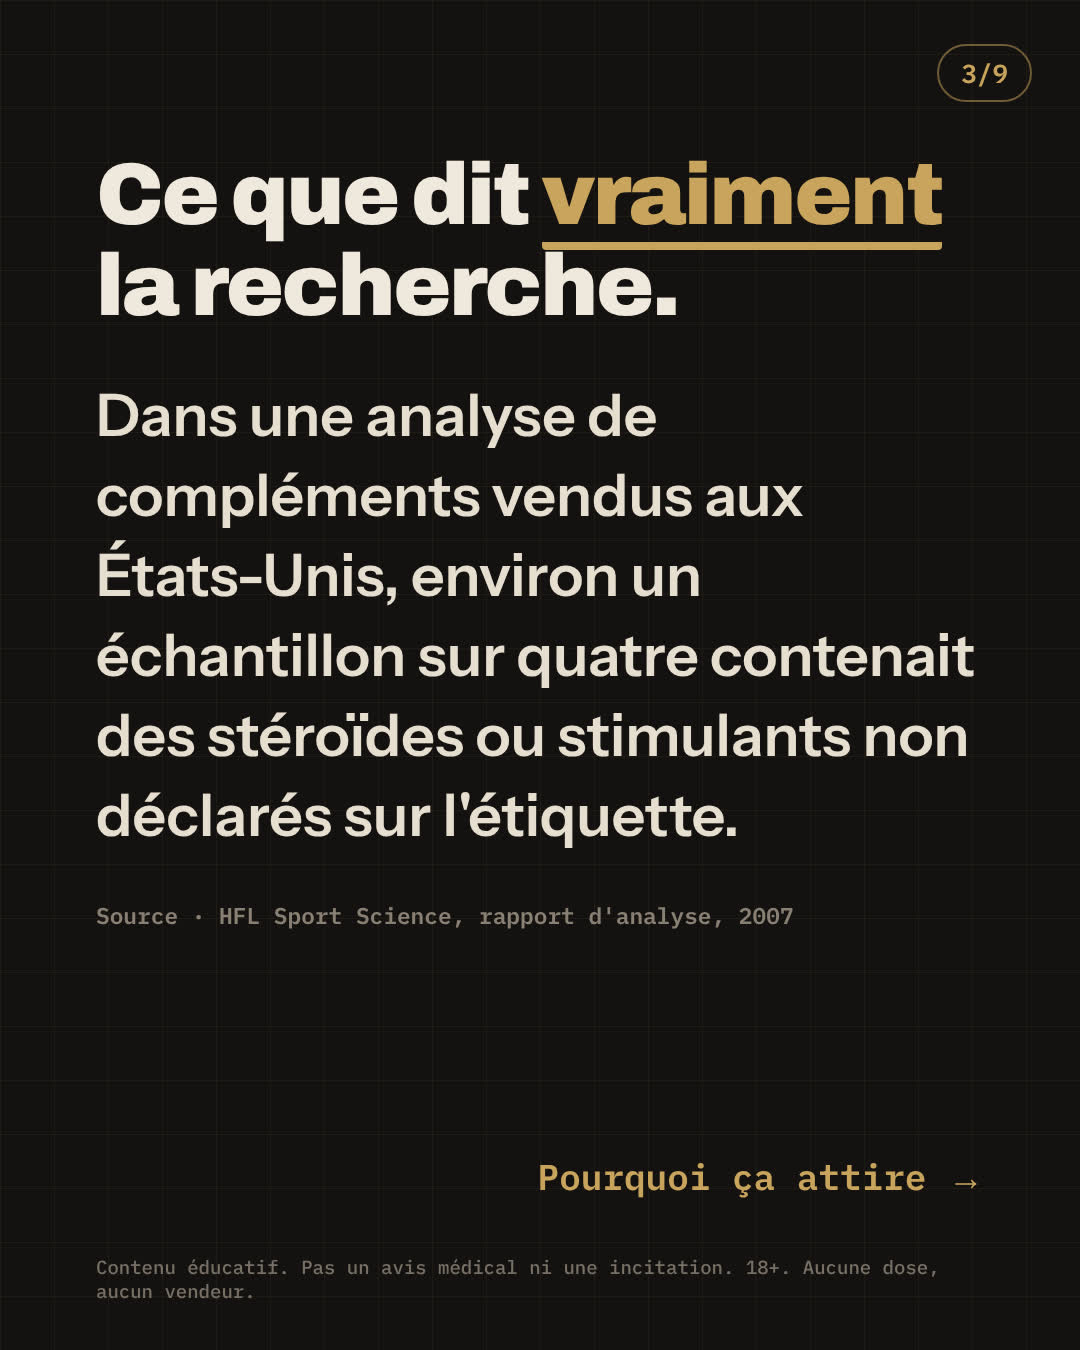 3/9
Ce que dit vraiment
la recherche.
Dans une analyse de
compléments vendus aux
États-Unis, environ un
échantillon sur quatre contenait
des stéroïdes ou stimulants non
déclarés sur l'étiquette.
Source · HFL Sport Science, rapport d'analyse, 2007
Pourquoi ça attire →
Contenu éducatif. Pas un avis médical ni une incitation. 18+. Aucune dose,
aucun vendeur.